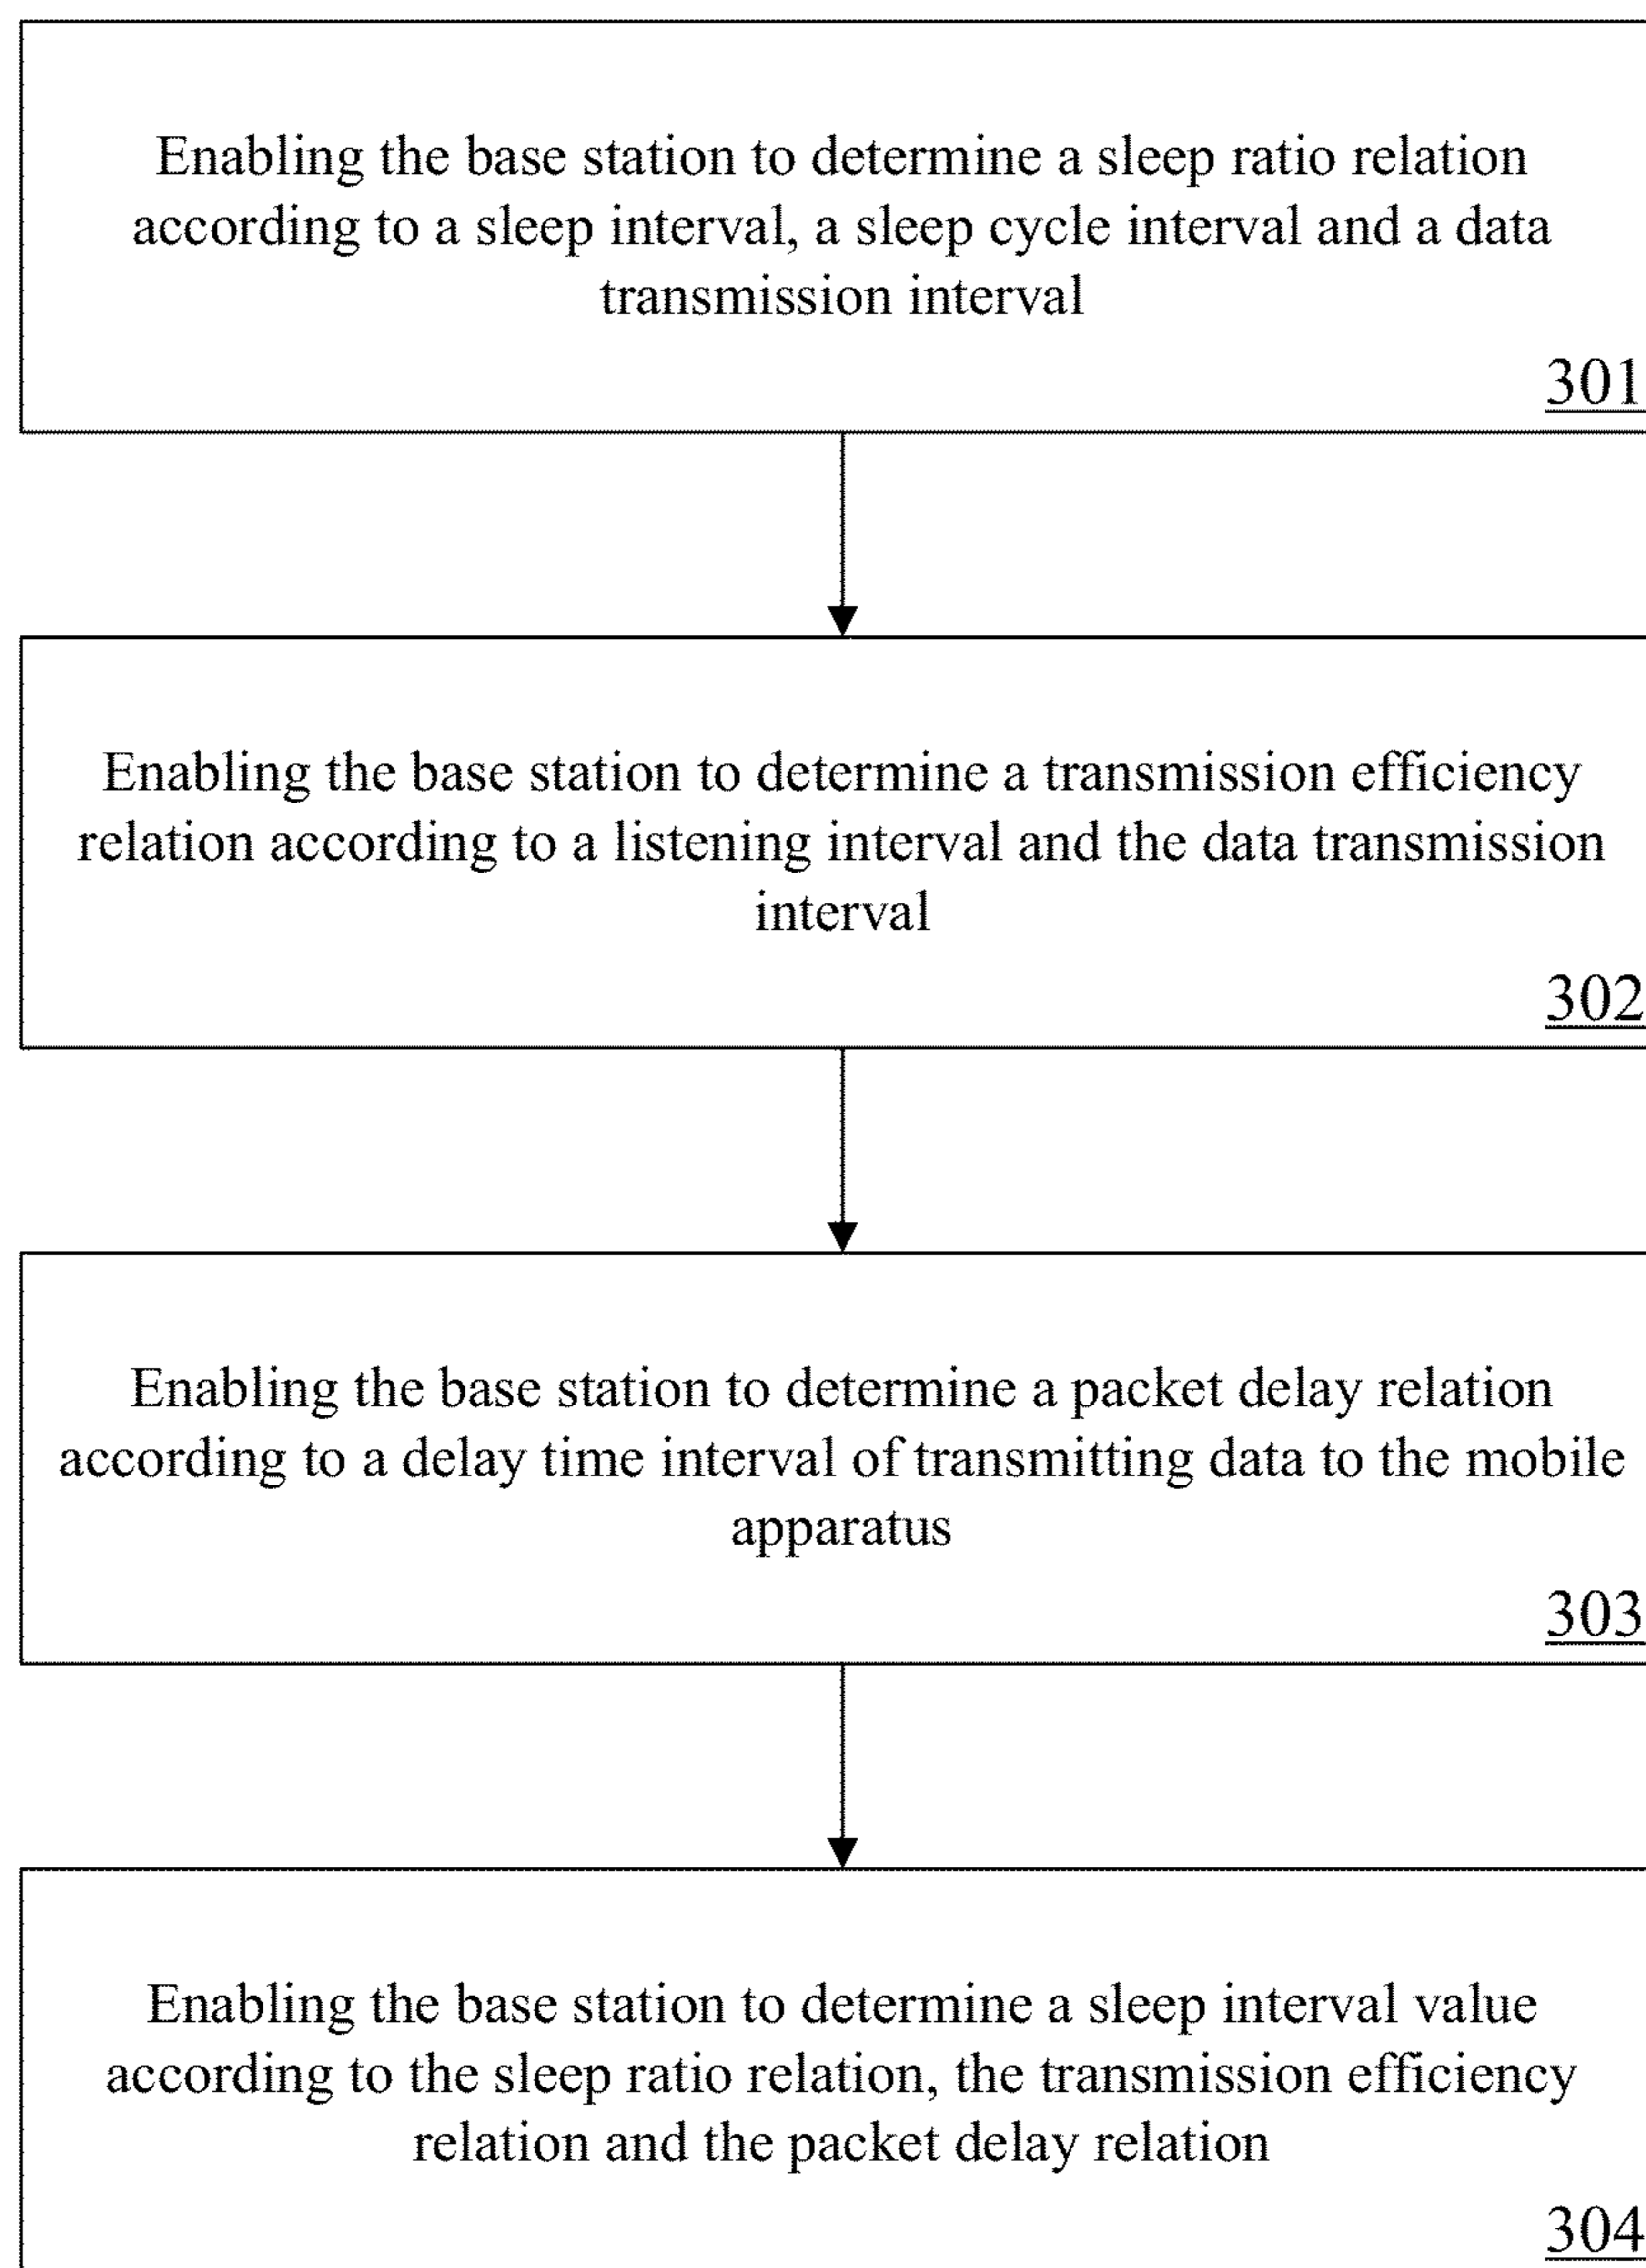 Enabling the base station to determine a sleep ratio relation
according to a sleep interval, a sleep cycle interval and a data
transmission interval
301
Enabling the base station to determine a transmission efficiency
relation according to a listening interval and the data transmission
interval
302
Enabling the base station to determine a packet delay relation
according to a delay time interval of transmitting data to the mobile
apparatus
303
Enabling the base station to determine a sleep interval value
according to the sleep ratio relation, the transmission efficiency
relation and the packet delay relation
304